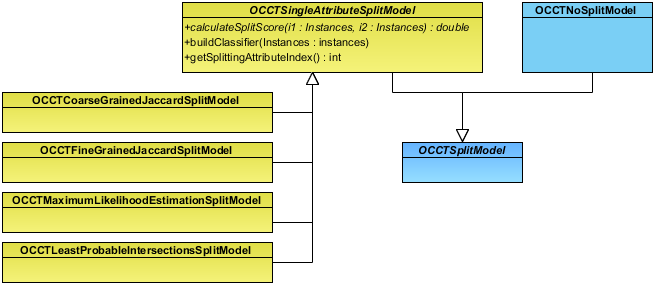 OCCTSingleAttributeSplitModel
+calculateSplitScore(i1 : Instances, i2 : Instances) : double
+buildClassifier(Instances : instances)
+getSplittingAttributeIndex() : int
OCCTNoSplitModel
OCCTCoarseGrainedJaccardSplitModel
OCCTFineGrainedJaccardSplitModel
OCCTSplitModel
OCCTMaximumLikelihoodEstimationSplitModel
OCCTLeastProbableIntersectionsSplitModel